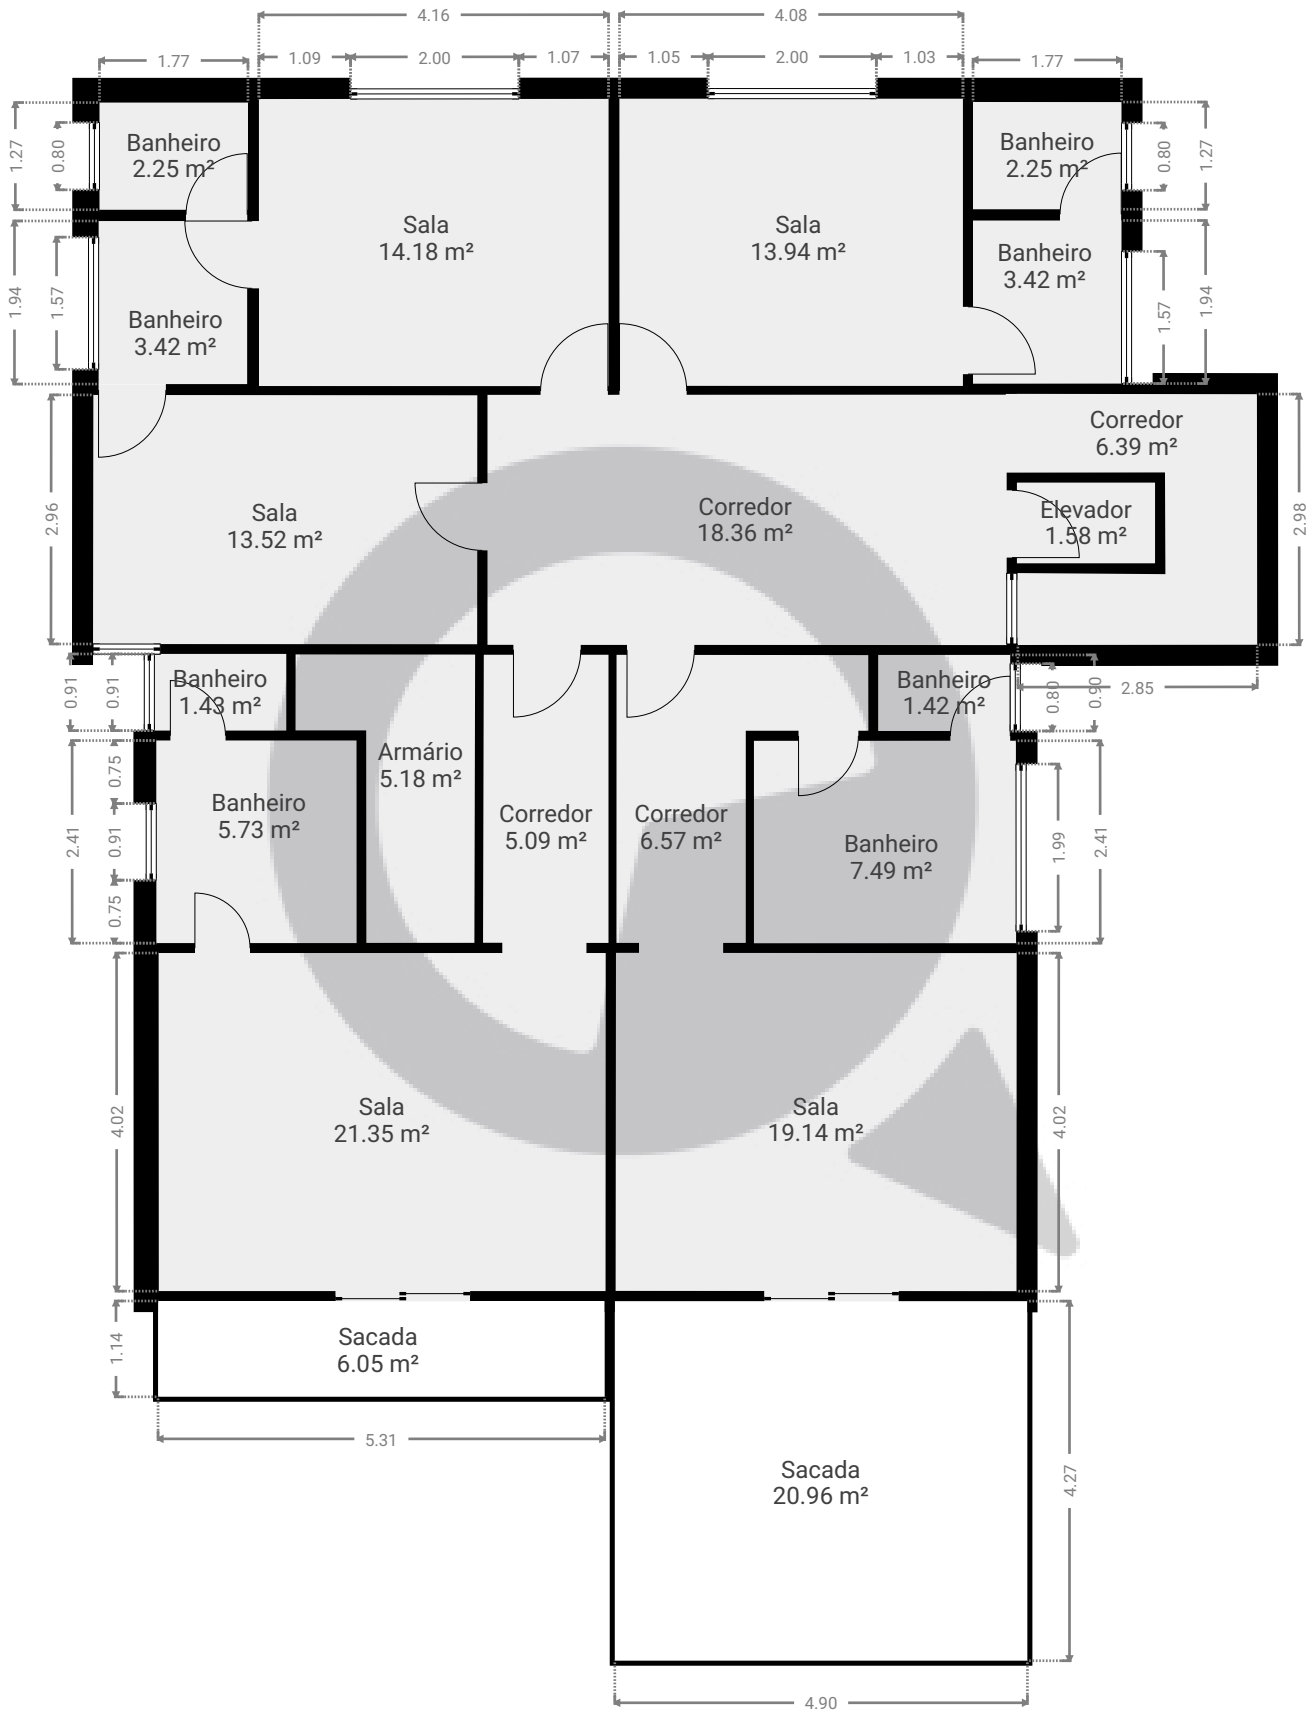 4.16
4.08
1.77
1.09
2.00
1.07
1.05
2.00
1.03
1.77
1.27
0.80
Banheiro
2.25 m²
Banheiro
2.25 m²
0.80
1.27
Sala
14.18 m²
Sala
13.94 m²
1.94
1.57
Banheiro
3.42 m²
Banheiro
3.42 m²
1.57
1.94
Corredor
6.39 m²
2.96
Sala
13.52 m²
Corredor
18.36 m²
Elevador
1.58 m²
2.98
0.91
0.91
Banheiro
1.43 m²
Banheiro
1.42 m²
0.80
0.90
2.85
Armário
5.18 m²
2.41
0.75
0.91
0.75
Banheiro
5.73 m²
Corredor
5.09 m²
Corredor
6.57 m²
Banheiro
7.49 m²
1.99
2.41
4.02
Sala
21.35 m²
Sala
19.14 m²
4.02
1.14
Sacada
6.05 m²
5.31
Sacada
20.96 m²
4.27
4.90